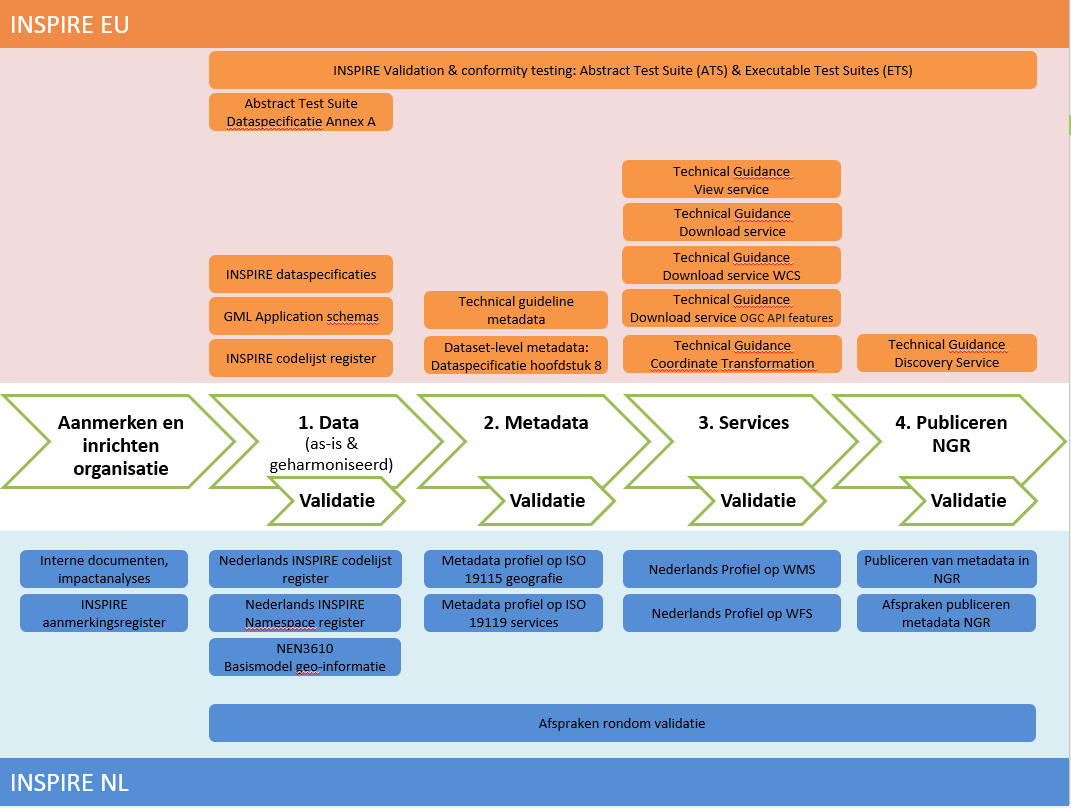 INSPIRE EU
INSPIRE Validation & conformity testing: Abstract Test Suite (ATS) & Executable Test Suites (ETS)
Abstract Test Suite
Dataspecificatie Annex A
Technical Guidance
View service
Technical Guidance
Download service
Technical Guidance
Download service WCS
Technical Guidance
Download service OGC API features
Technical Guidance
Coordinate Transformation
INSPIRE dataspecificaties
GML Application schemas
INSPIRE codelijst register
Technical guideline
metadata
Dataset-level metadata:
Dataspecificatie hoofdstuk 8
Technical Guidance
Discovery Service
Aanmerken en
inrichten
organisatie
1. Data
(as-is &
geharmoniseerd)
Validatie
2. Metadata
Validatie
3. Services
Validatie
4. Publiceren
NGR
Validatie
Interne documenten,
impactanalyses
INSPIRE
aanmerkingsregister
Nederlands INSPIRE codelijst
register
Nederlands INSPIRE
Namespace register
NEN3610
Basismodel geo-informatie
Metadata profiel op ISO
19115 geografie
Metadata profiel op ISO
19119 services
Nederlands Profiel op WMS
Nederlands Profiel op WFS
Publiceren van metadata in
NGR
Afspraken publiceren
metadata NGR
Afspraken rondom validatie
INSPIRE NL